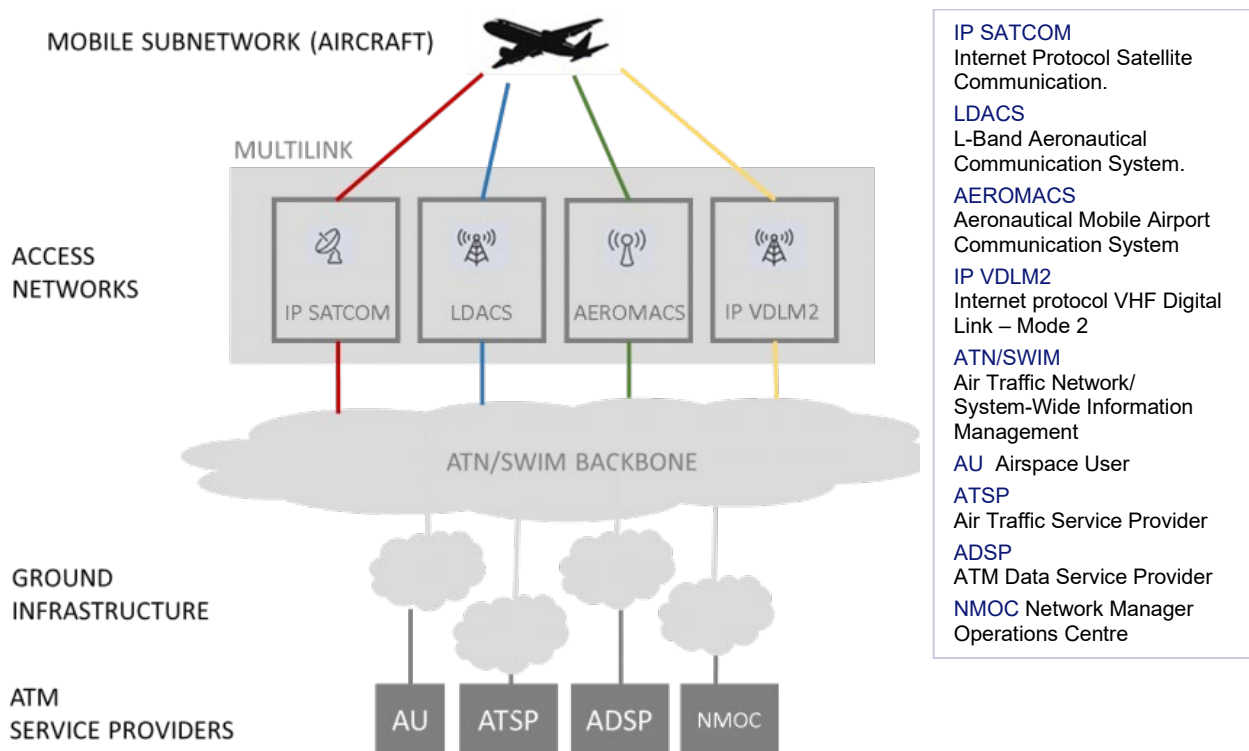 MOBILE SUBNETWORK (AIRCRAFT)
MULTILINK
ACCESS
NETWORKS
IP SATCOM
LDACS
AEROMACS
IP VDLM2
ATN/SWIM BACKBONE
GROUND
INFRASTRUCTURE
ATM
SERVICE PROVIDERS
AU
ATSP
ADSP
NMOC
IP SATCOM
Internet Protocol Satellite
Communication.
LDACS
L-Band Aeronautical
Communication System.
AEROMACS
Aeronautical Mobile Airport
Communication System
IP VDLM2
Internet protocol VHF Digital
Link – Mode 2
ATN/SWIM
Air Traffic Network/
System-Wide Information
Management
AU Airspace User
ATSP
Air Traffic Service Provider
ADSP
ATM Data Service Provider
NMOC Network Manager
Operations Centre